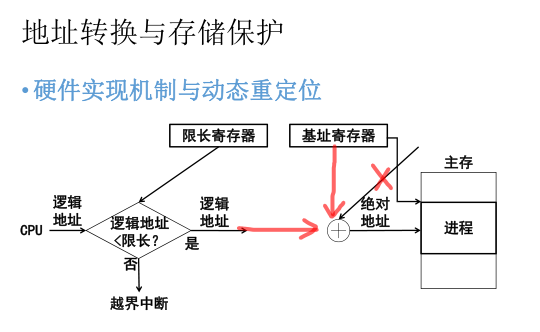 地址转换与存储保护
•硬件实现机制与动态重定位
限长寄存器
基址寄存器
主存
逻辑
地址
CPU
逻辑地址
<限长？
逻辑
地址
是
否
绝对
地址
进程
越界中断